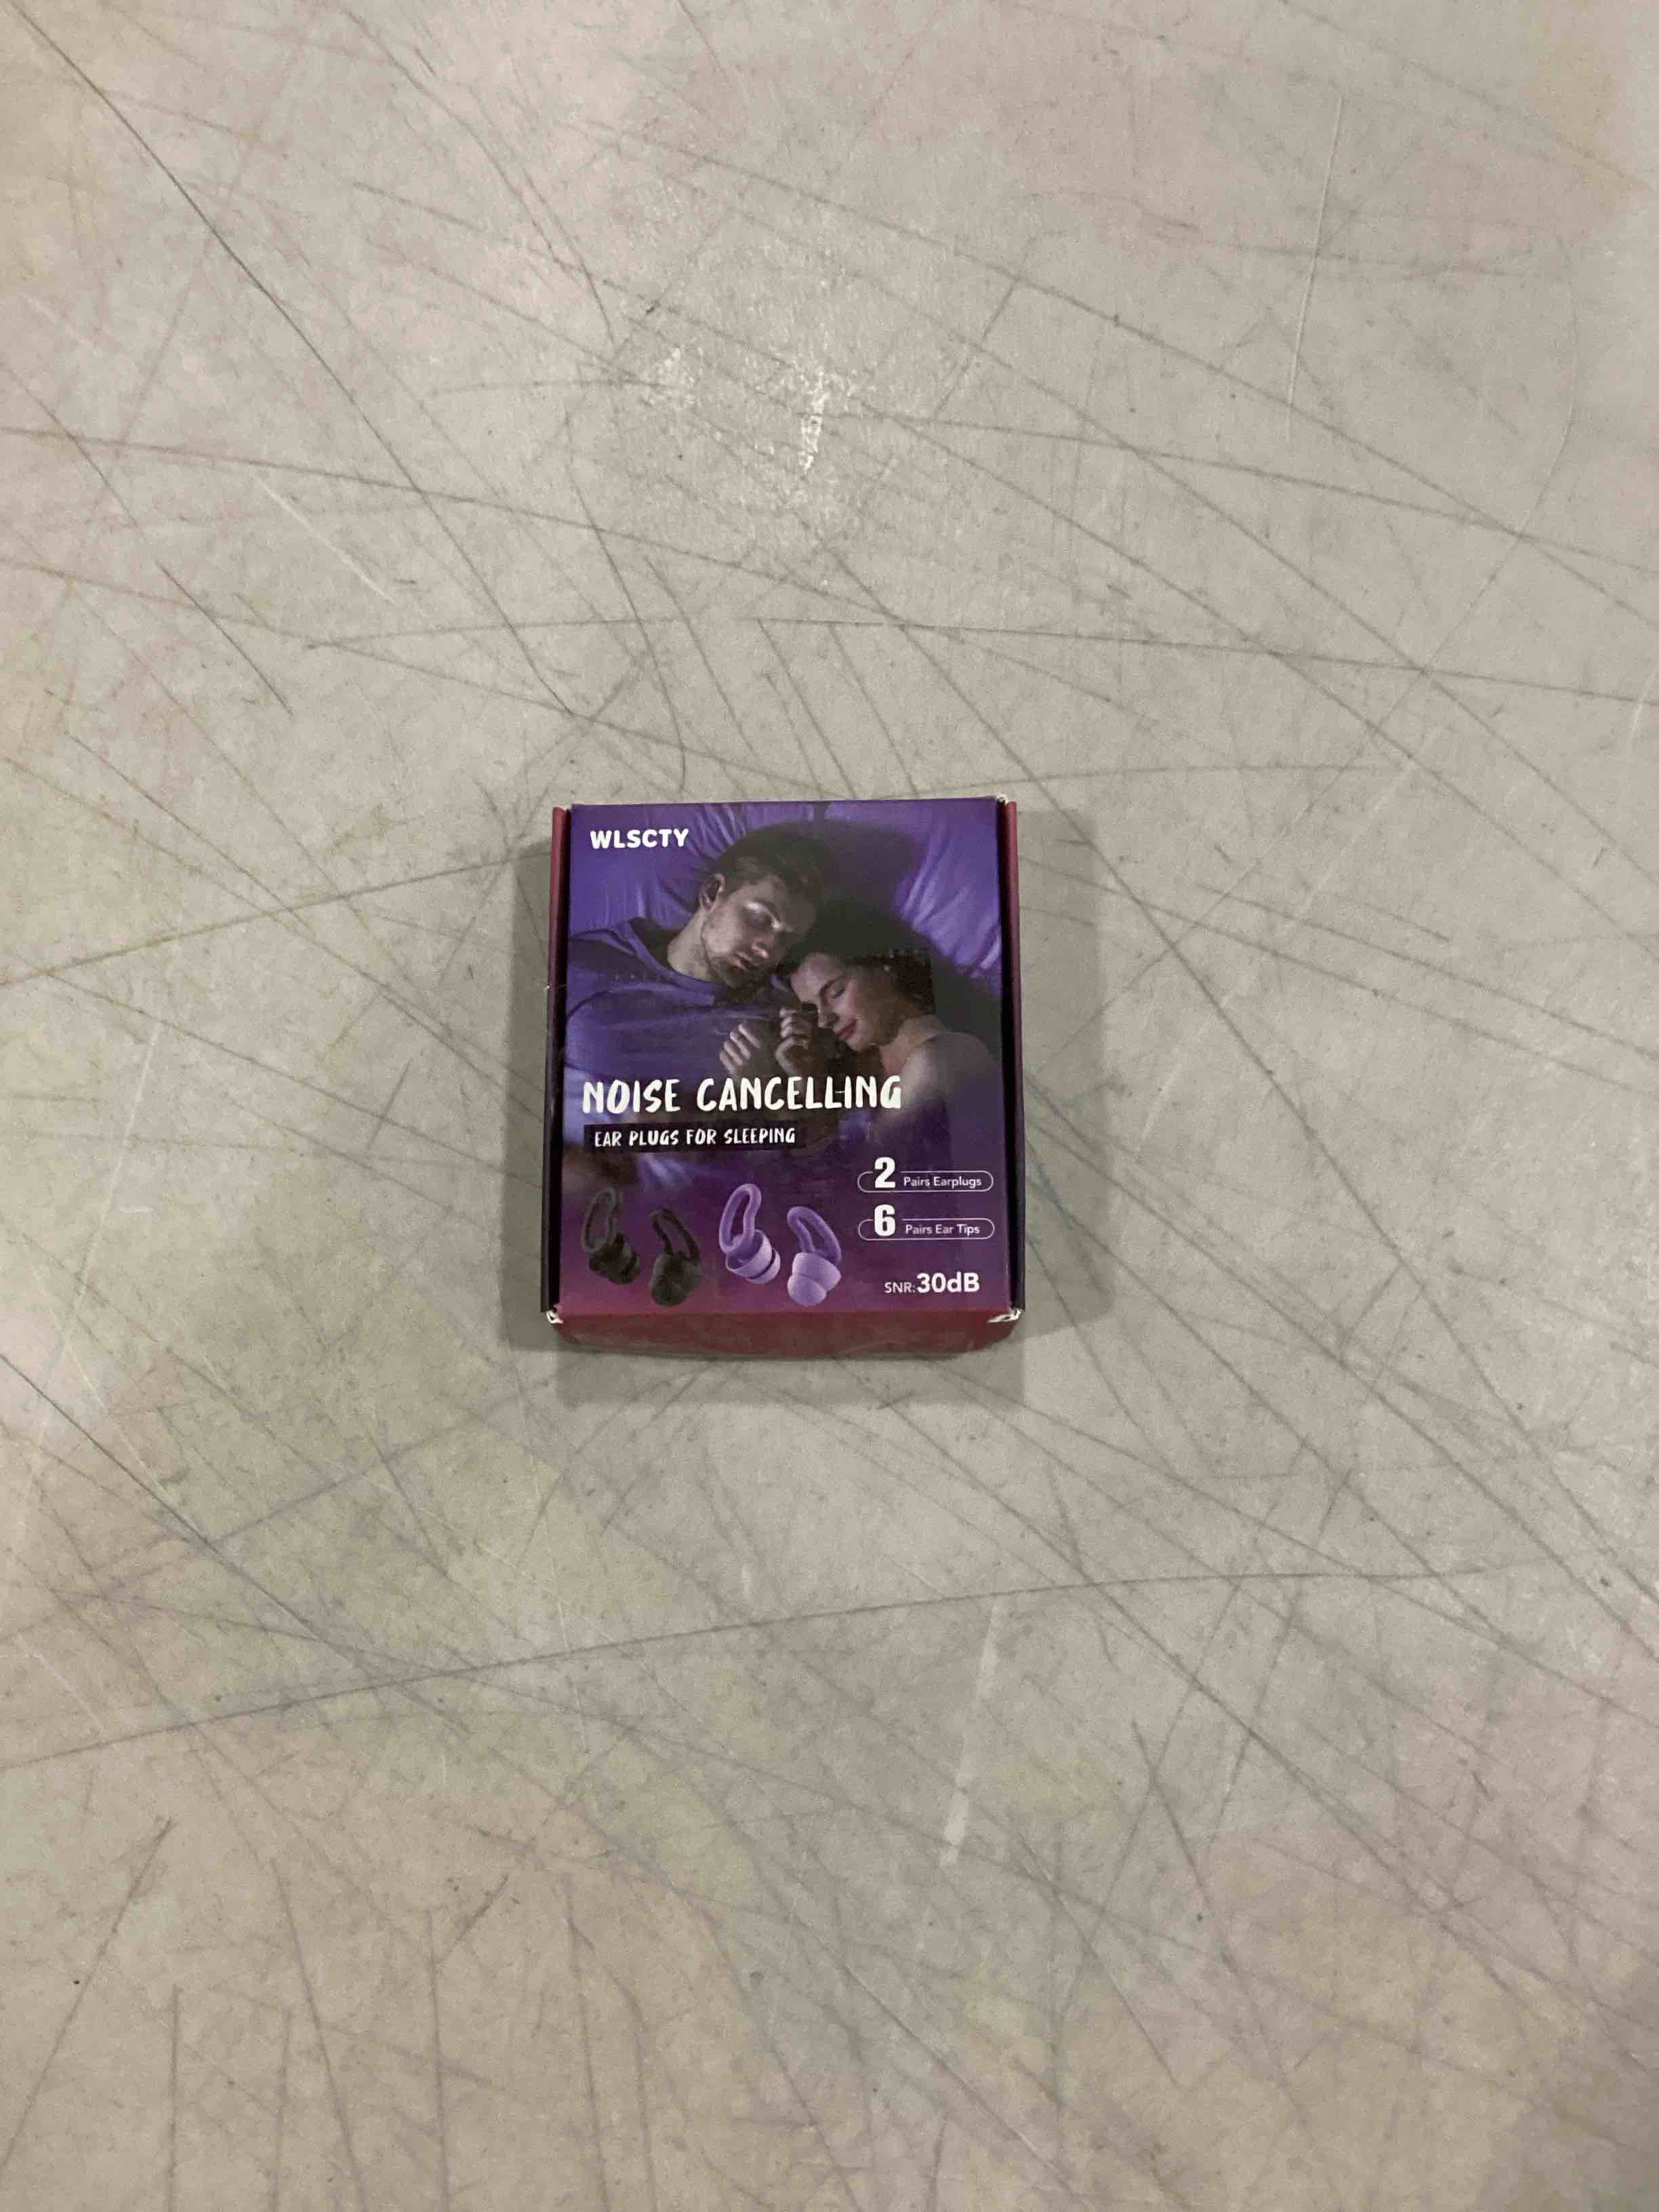 WLSCTY
NOISE CANCELLING
EAR PLUGS FOR SLEEPING
2 Pairs Earplugs
6 Pairs Ear Tips
SNR:30dB